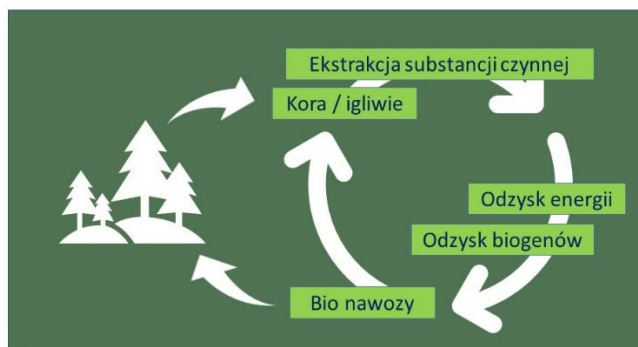 Ekstrakcja substancji czynnej
Kora / igliwie
Odzysk energii
Odzysk biogenów
Bio nawozy